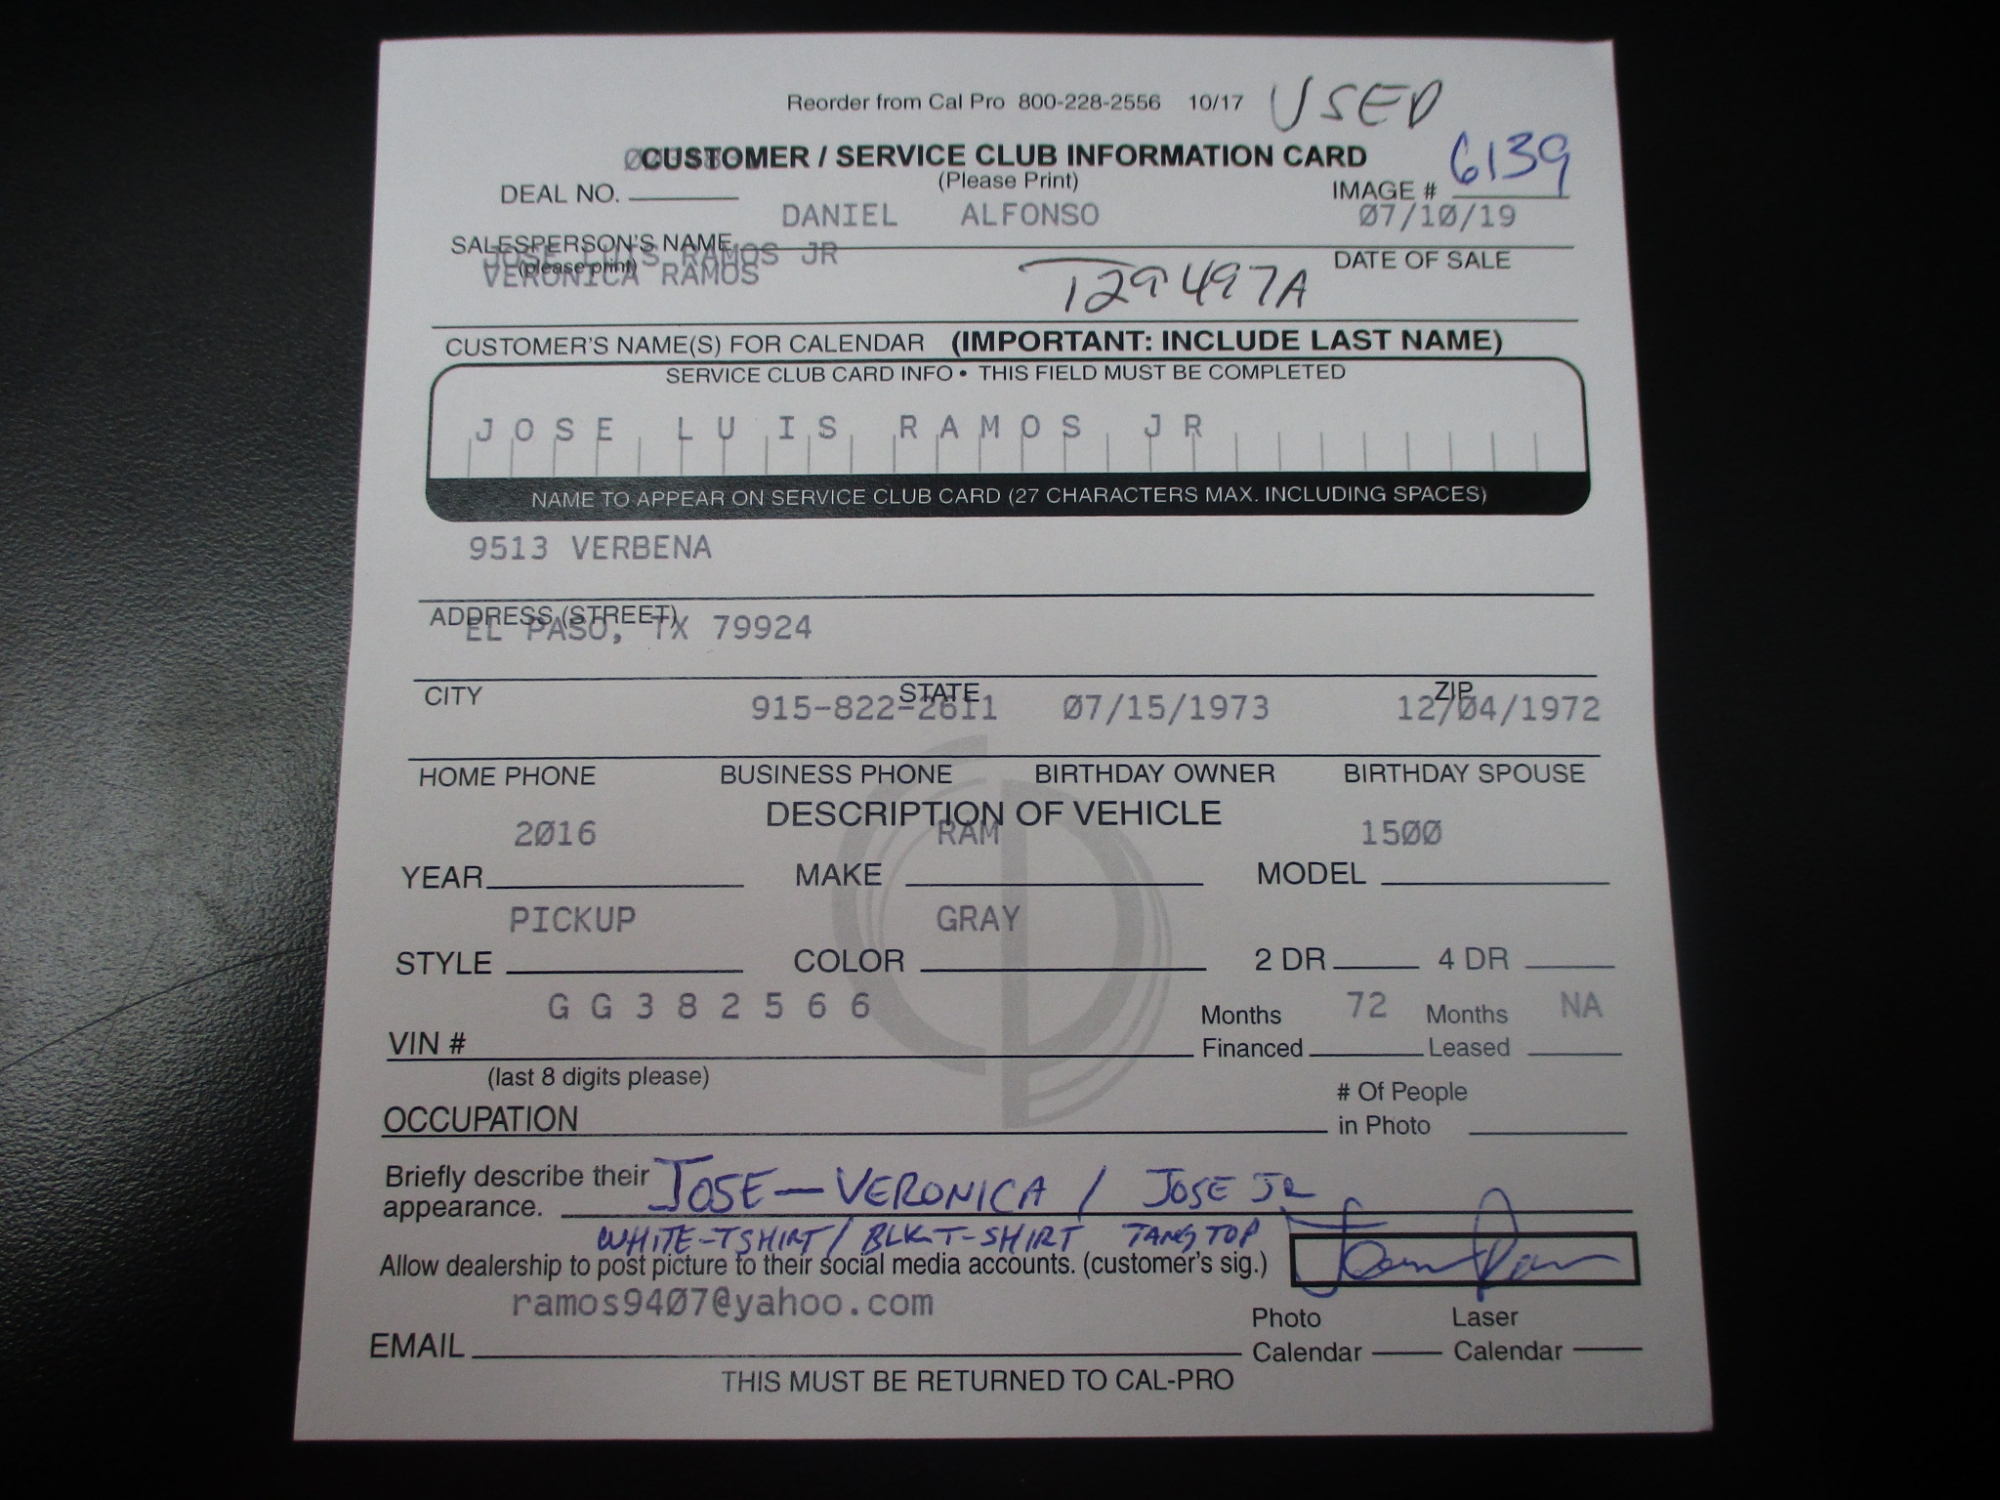 Reorder from Cal Pro 800-228-2556 10/17 USED
CUSTOMER / SERVICE CLUB INFORMATION CARD
(Please Print)
DEAL NO. IMAGE # 6139
DANIEL ALFONSO 07/10/19
SALESPERSON'S NAME DATE OF SALE
(please print)
JOSE LUIS RAMOS JR
VERONICA RAMOS T29497A
CUSTOMER'S NAME(S) FOR CALENDAR (IMPORTANT: INCLUDE LAST NAME)
SERVICE CLUB CARD INFO • THIS FIELD MUST BE COMPLETED
JOSE LUIS RAMOS JR
NAME TO APPEAR ON SERVICE CLUB CARD (27 CHARACTERS MAX. INCLUDING SPACES)
9513 VERBENA
ADDRESS (STREET)
EL PASO, TX 79924
CITY STATE ZIP
915-822-2611 07/15/1973 12/04/1972
HOME PHONE BUSINESS PHONE BIRTHDAY OWNER BIRTHDAY SPOUSE
DESCRIPTION OF VEHICLE
2016 RAM 1500
YEAR MAKE MODEL
PICKUP GRAY
STYLE COLOR 2 DR 4 DR
GG382566 Months 72 Months NA
VIN # Financed Leased
(last 8 digits please)
# Of People
OCCUPATION in Photo
Briefly describe their JOSE — VERONICA / JOSE JR
appearance.
WHITE-TSHIRT / BLK T-SHIRT TANG TOP
Allow dealership to post picture to their social media accounts. (customer's sig.)
ramos9407@yahoo.com
Photo Laser
EMAIL Calendar Calendar
THIS MUST BE RETURNED TO CAL-PRO